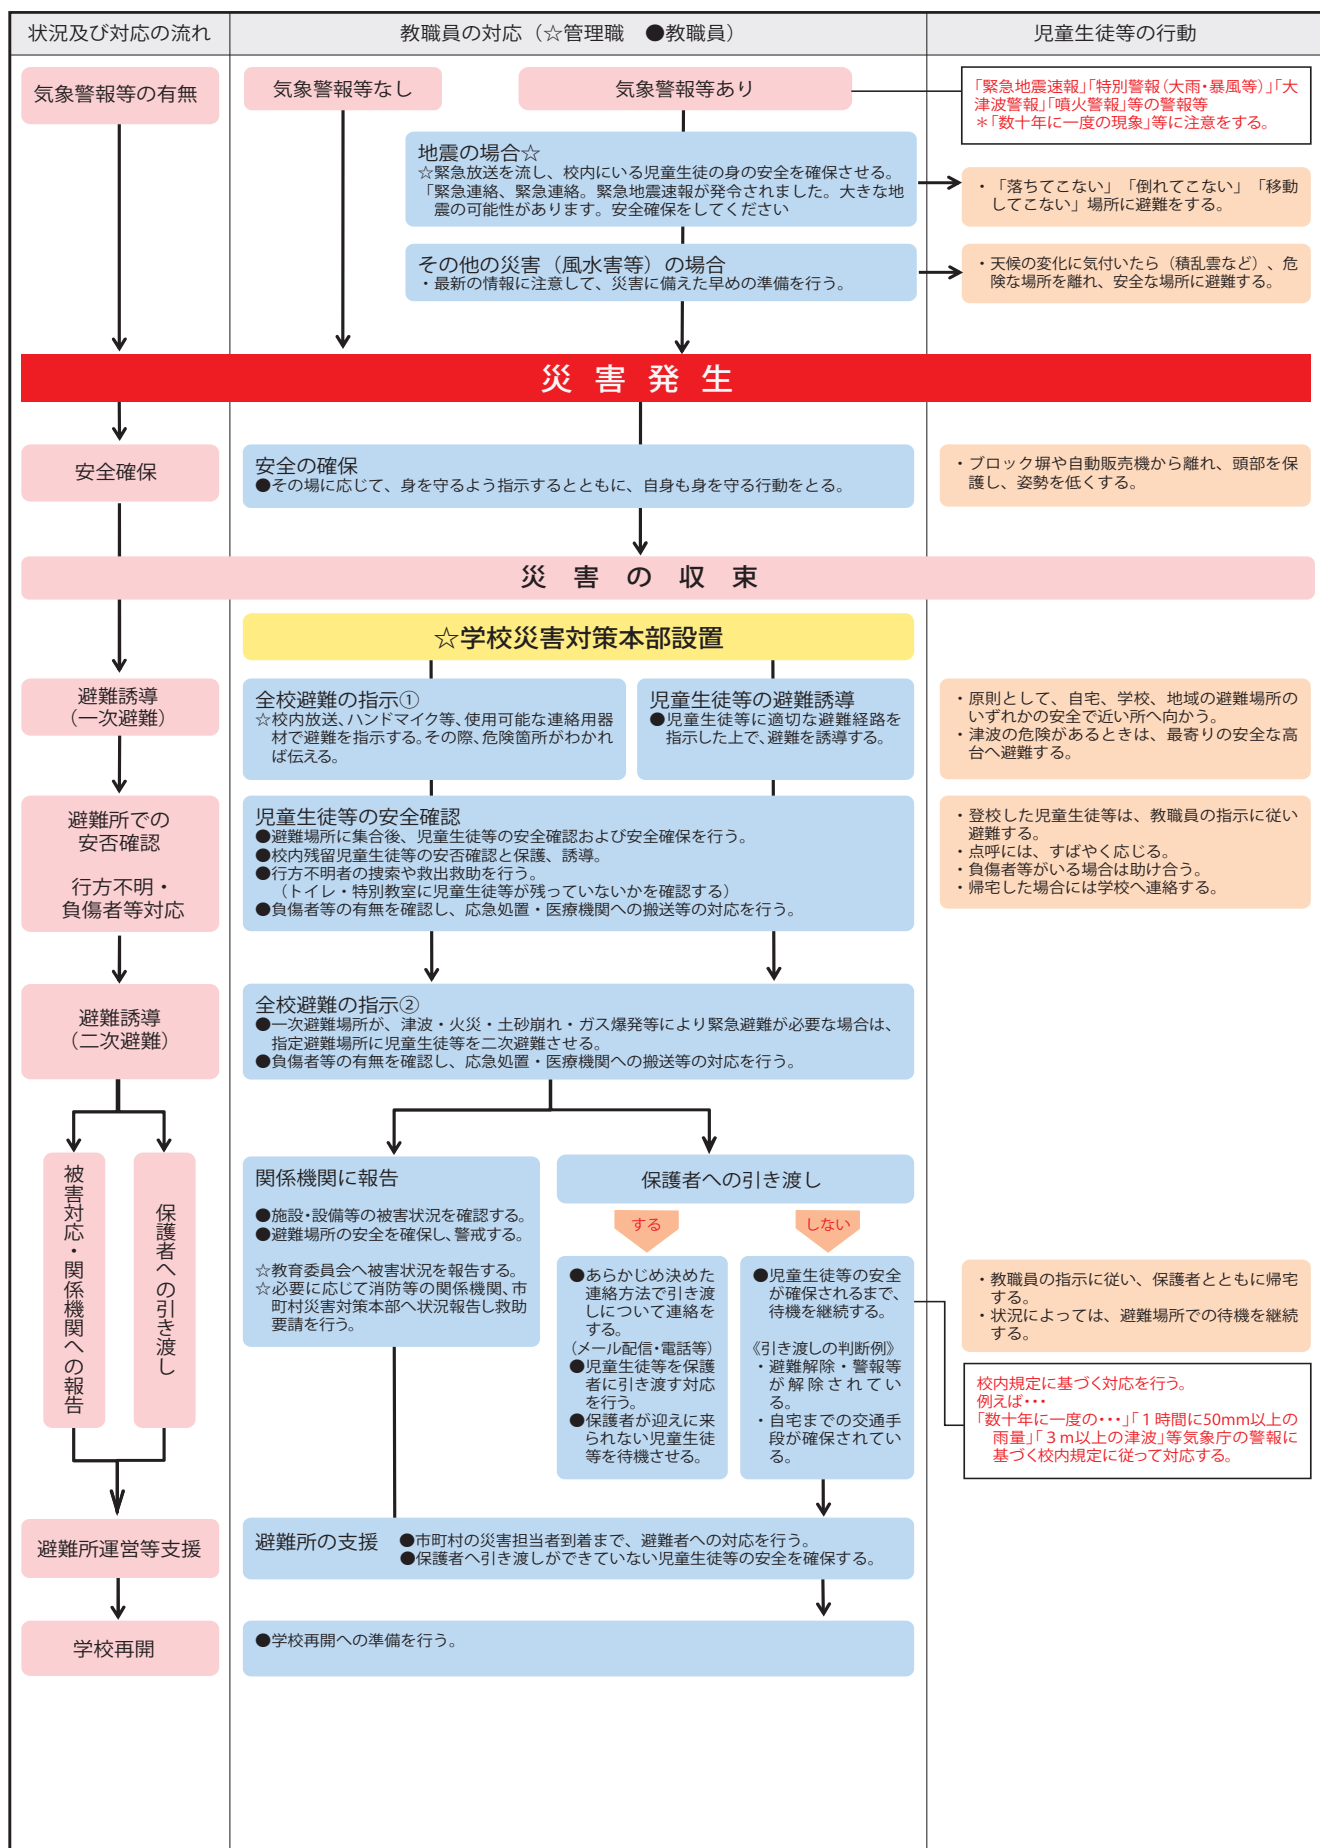 状況及び対応の流れ
教職員の対応（☆管理職　●教職員）
児童生徒等の行動
気象警報等の有無
気象警報等なし
気象警報等あり
「緊急地震速報」「特別警報（大雨・暴風等）」「大
津波警報」「噴火警報」等の警報等
＊「数十年に一度の現象」等に注意をする。
地震の場合☆
☆緊急放送を流し、校内にいる児童生徒の身の安全を確保させる。
「緊急連絡、緊急連絡。緊急地震速報が発令されました。大きな地
震の可能性があります。安全確保をしてください
・「落ちてこない」「倒れてこない」「移動
してこない」場所に避難をする。
その他の災害（風水害等）の場合
・最新の情報に注意して、災害に備えた早めの準備を行う。
・天候の変化に気付いたら（積乱雲など）、危
険な場所を離れ、安全な場所に避難する。
災害発生
安全確保
安全の確保
●その場に応じて、身を守るよう指示するとともに、自身も身を守る行動をとる。
・ブロック塀や自動販売機から離れ、頭部を保
護し、姿勢を低くする。
災害の収束
☆学校災害対策本部設置
避難誘導
（一次避難）
全校避難の指示①
☆校内放送、ハンドマイク等、使用可能な連絡用器
材で避難を指示する。その際、危険箇所がわかれ
ば伝える。
児童生徒等の避難誘導
●児童生徒等に適切な避難経路を
指示した上で、避難を誘導する。
・原則として、自宅、学校、地域の避難場所の
いずれかの安全で近い所へ向かう。
・津波の危険があるときは、最寄りの安全な高
台へ避難する。
避難所での
安否確認
行方不明・
負傷者等対応
児童生徒等の安全確認
●避難場所に集合後、児童生徒等の安全確認および安全確保を行う。
●校内残留児童生徒等の安否確認と保護、誘導。
●行方不明者の捜索や救出救助を行う。
（トイレ・特別教室に児童生徒等が残っていないかを確認する）
●負傷者等の有無を確認し、応急処置・医療機関への搬送等の対応を行う。
・登校した児童生徒等は、教職員の指示に従い
避難する。
・点呼には、すばやく応じる。
・負傷者等がいる場合は助け合う。
・帰宅した場合には学校へ連絡する。
避難誘導
（二次避難）
全校避難の指示②
●一次避難場所が、津波・火災・土砂崩れ・ガス爆発等により緊急避難が必要な場合は、
指定避難場所に児童生徒等を二次避難させる。
●負傷者等の有無を確認し、応急処置・医療機関への搬送等の対応を行う。
被害対応・関係機関への報告
保護者への引き渡し
関係機関に報告
●施設・設備等の被害状況を確認する。
●避難場所の安全を確保し、警戒する。
☆教育委員会へ被害状況を報告する。
☆必要に応じて消防等の関係機関、市
町村災害対策本部へ状況報告し救助
要請を行う。
保護者への引き渡し
する
しない
●あらかじめ決めた
連絡方法で引き渡
しについて連絡を
する。
（メール配信・電話等）
●児童生徒等を保護
者に引き渡す対応
を行う。
●保護者が迎えに来
られない児童生徒
等を待機させる。
●児童生徒等の安全
が確保されるまで、
待機を継続する。
《引き渡しの判断例》
・避難解除・警報等
が解除されてい
る。
・自宅までの交通手
段が確保されてい
る。
・教職員の指示に従い、保護者とともに帰宅
する。
・状況によっては、避難場所での待機を継続
する。
校内規定に基づく対応を行う。
例えば・・・
「数十年に一度の・・・」「１時間に50mm以上の
雨量」「３ｍ以上の津波」等気象庁の警報に
基づく校内規定に従って対応する。
避難所運営等支援
避難所の支援
●市町村の災害担当者到着まで、避難者への対応を行う。
●保護者へ引き渡しができていない児童生徒等の安全を確保する。
学校再開
●学校再開への準備を行う。